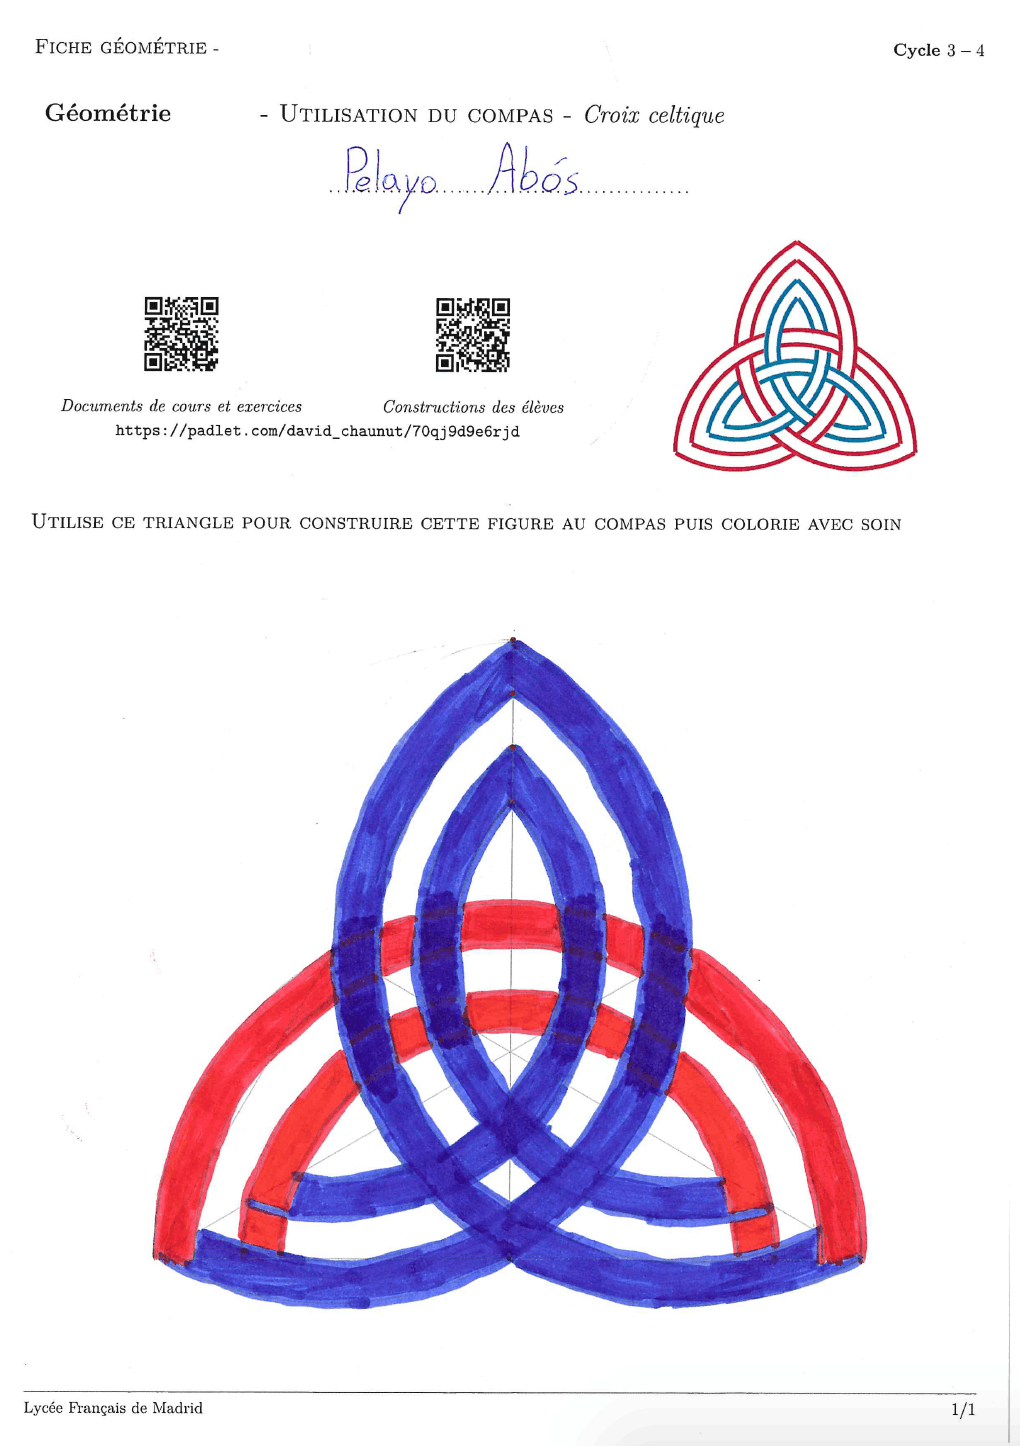 FICHE GÉOMÉTRIE -
Cycle 3 – 4
Géométrie - UTILISATION DU COMPAS - Croix celtique
Pelayo Abós
Documents de cours et exercices
Constructions des élèves
https://padlet.com/david_chaunut/70qj9d9e6rjd
UTILISE CE TRIANGLE POUR CONSTRUIRE CETTE FIGURE AU COMPAS PUIS COLORIE AVEC SOIN
Lycée Français de Madrid
1/1